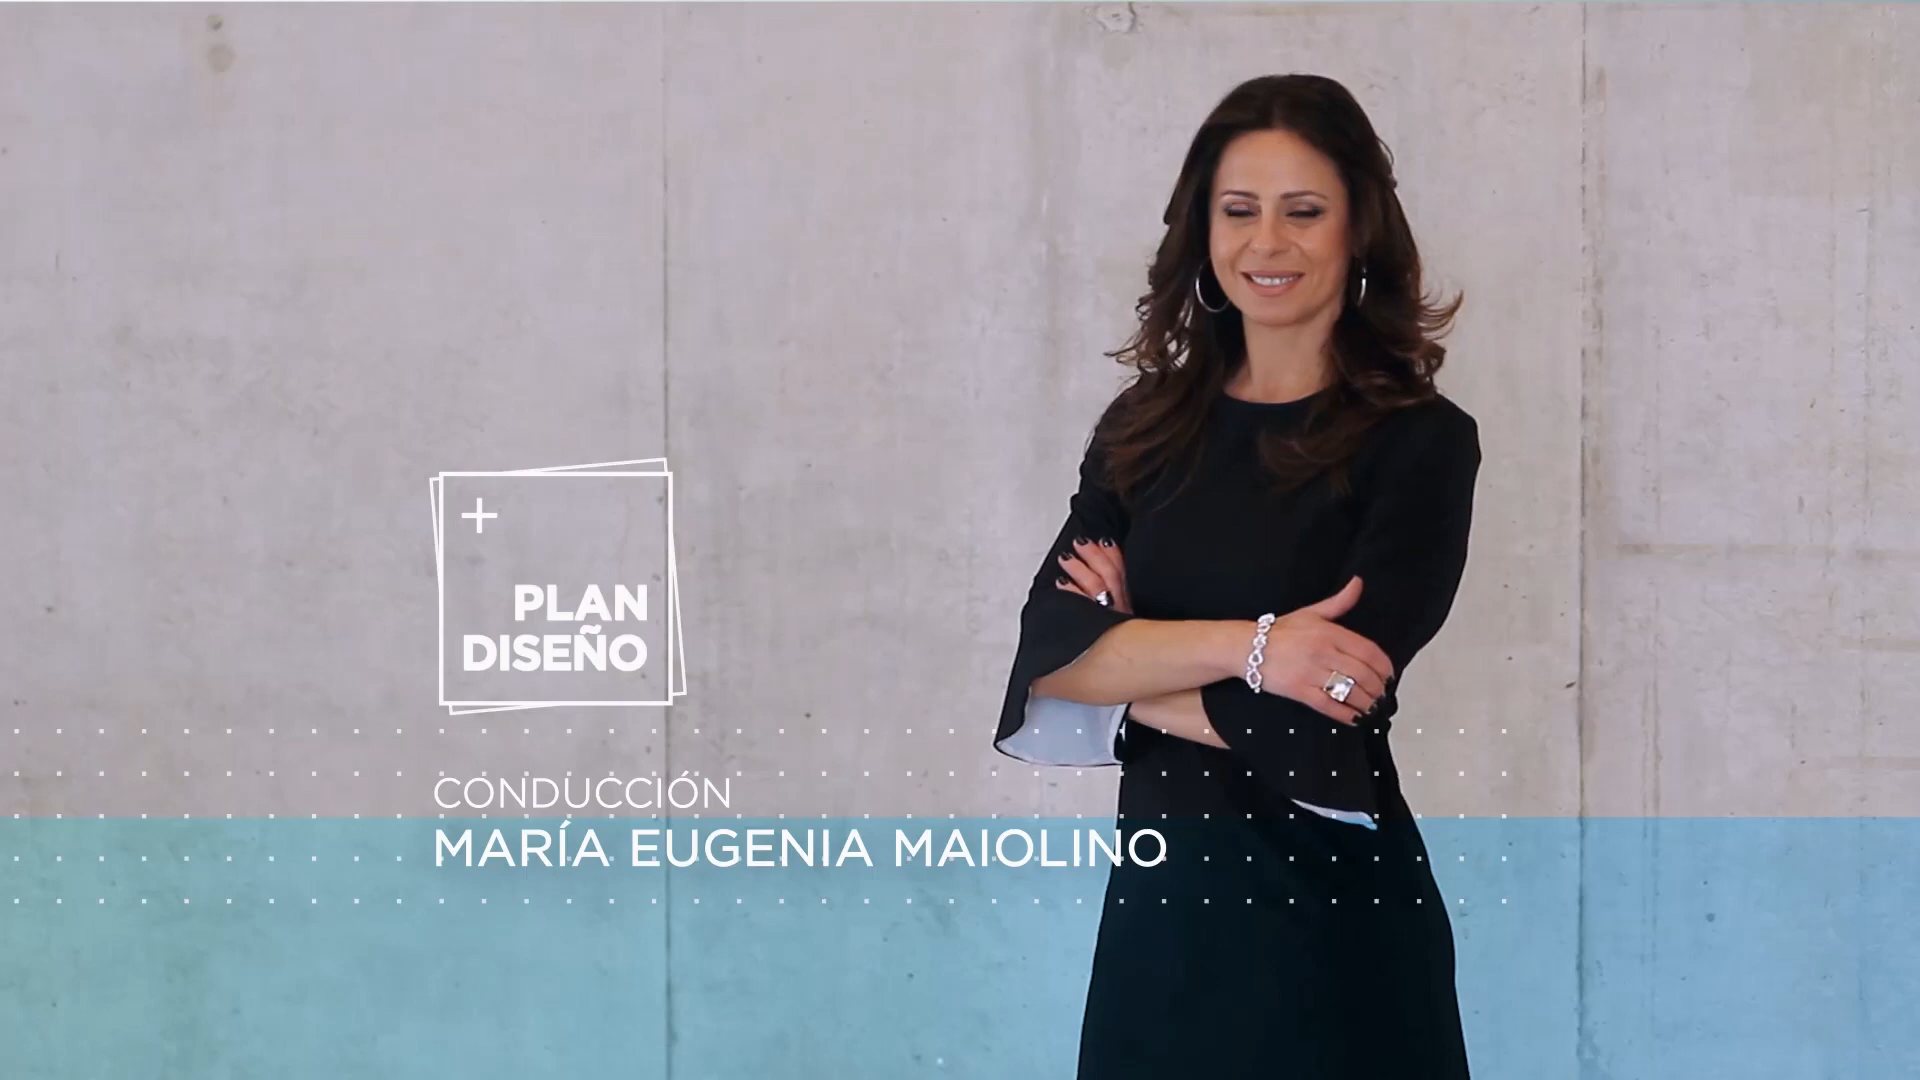 +
PLAN
DISEÑO
CONDUCCIÓN
MARÍA EUGENIA MAIOLINO